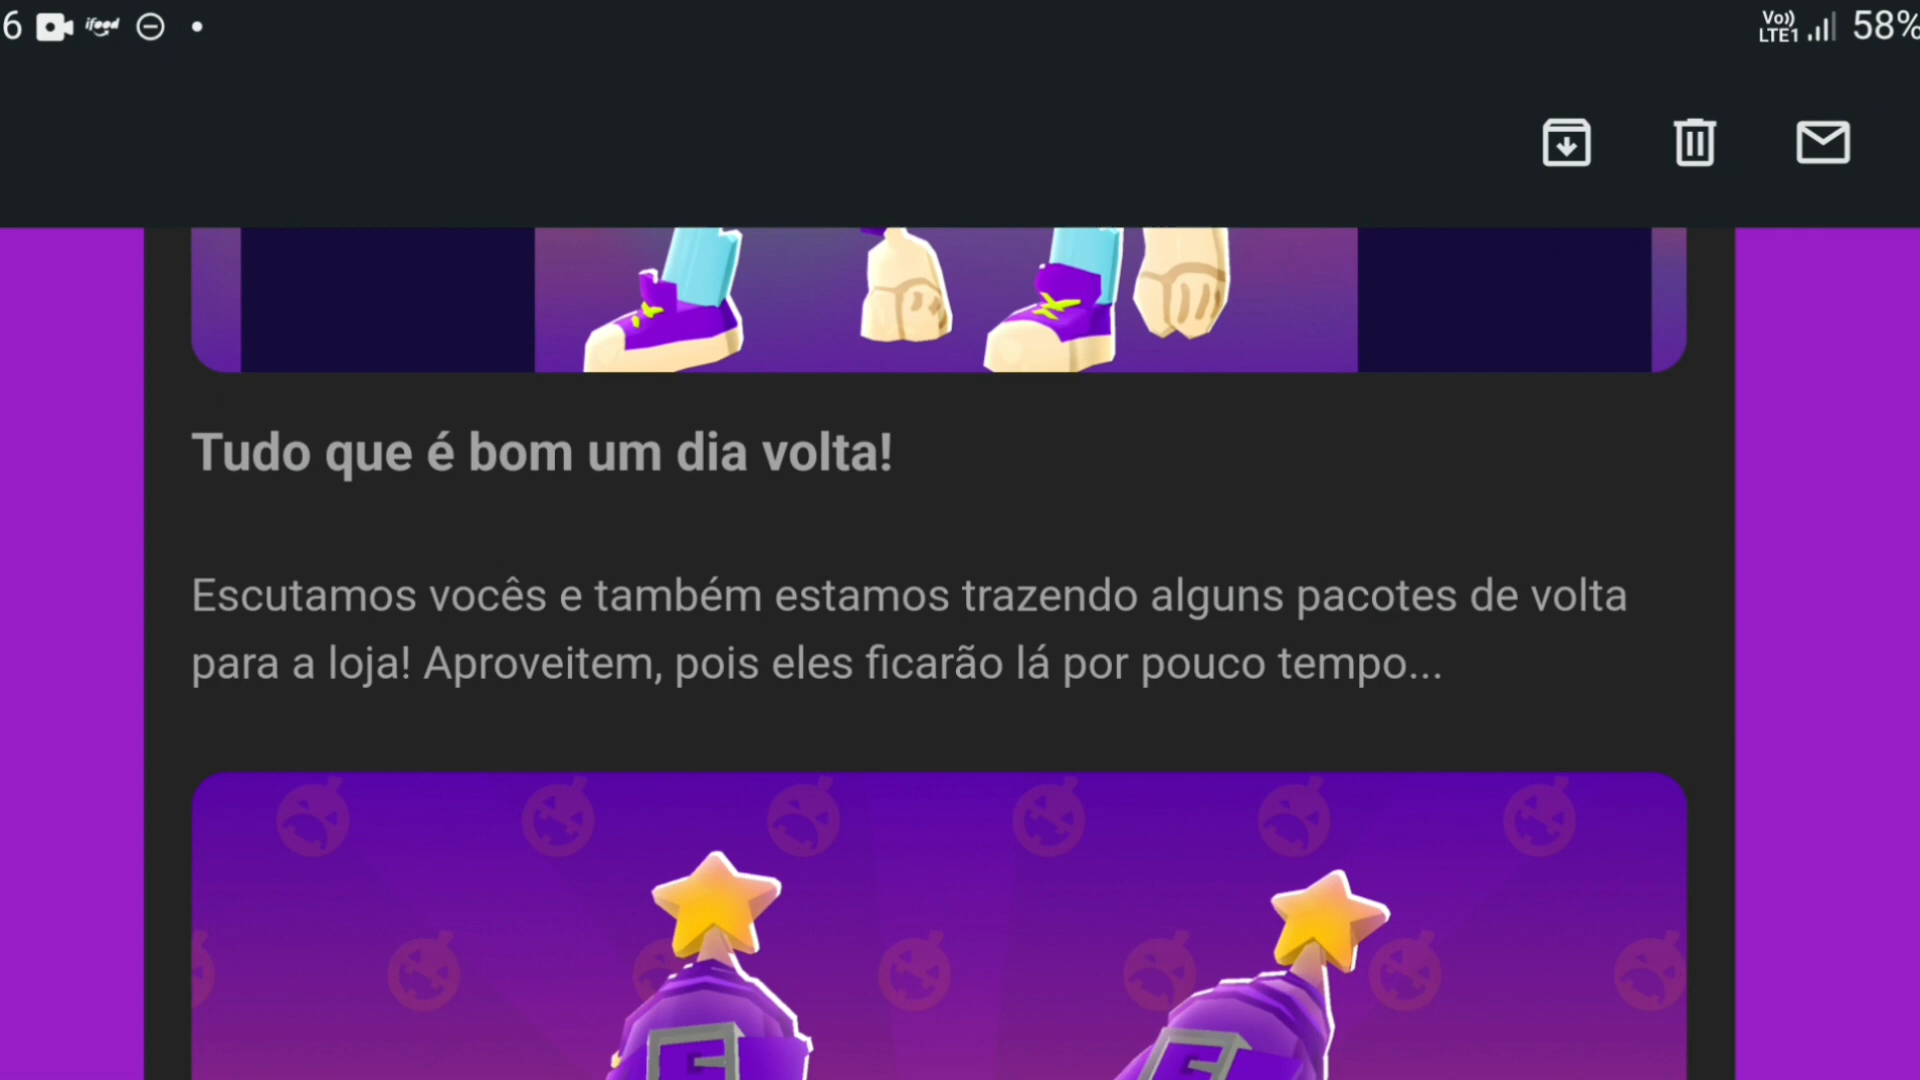 6 ifood Vo)) LTE1 58%
Tudo que é bom um dia volta!
Escutamos vocês e também estamos trazendo alguns pacotes de volta
para a loja! Aproveitem, pois eles ficarão lá por pouco tempo...